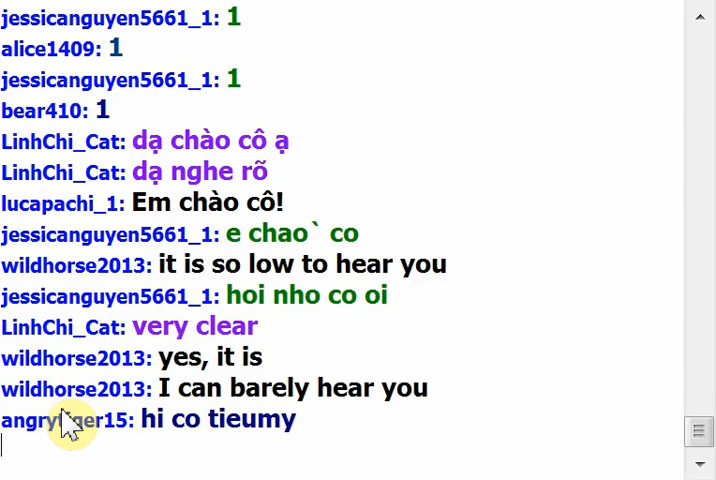 jessicanguyen5661_1: 1
alice1409: 1
jessicanguyen5661_1: 1
bear410: 1
LinhChi_Cat: dạ chào cô ạ
LinhChi_Cat: dạ nghe rõ
lucapachi_1: Em chào cô!
jessicanguyen5661_1: e chao` co
wildhorse2013: it is so low to hear you
jessicanguyen5661_1: hoi nho co oi
LinhChi_Cat: very clear
wildhorse2013: yes, it is
wildhorse2013: I can barely hear you
angrytiger15: hi co tieumy